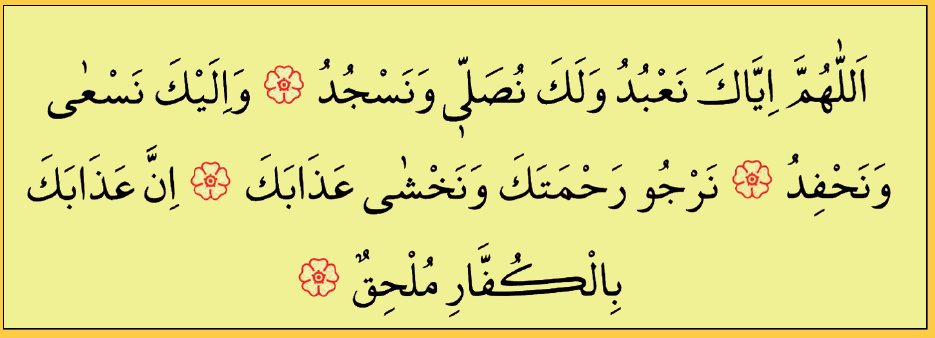 اَللّٰهُمَّ اِيَّاكَ نَعْبُدُ وَلَكَ نُصَلّ۪ي وَنَسْجُدُ ۞ وَاِلَيْكَ نَسْعٰى
وَنَحْفِدُ ۞ نَرْجُو رَحْمَتَكَ وَنَخْشٰى عَذَابَكَ ۞ اِنَّ عَذَابَكَ
بِالْكُفَّارِ مُلْحِقٌ ۞